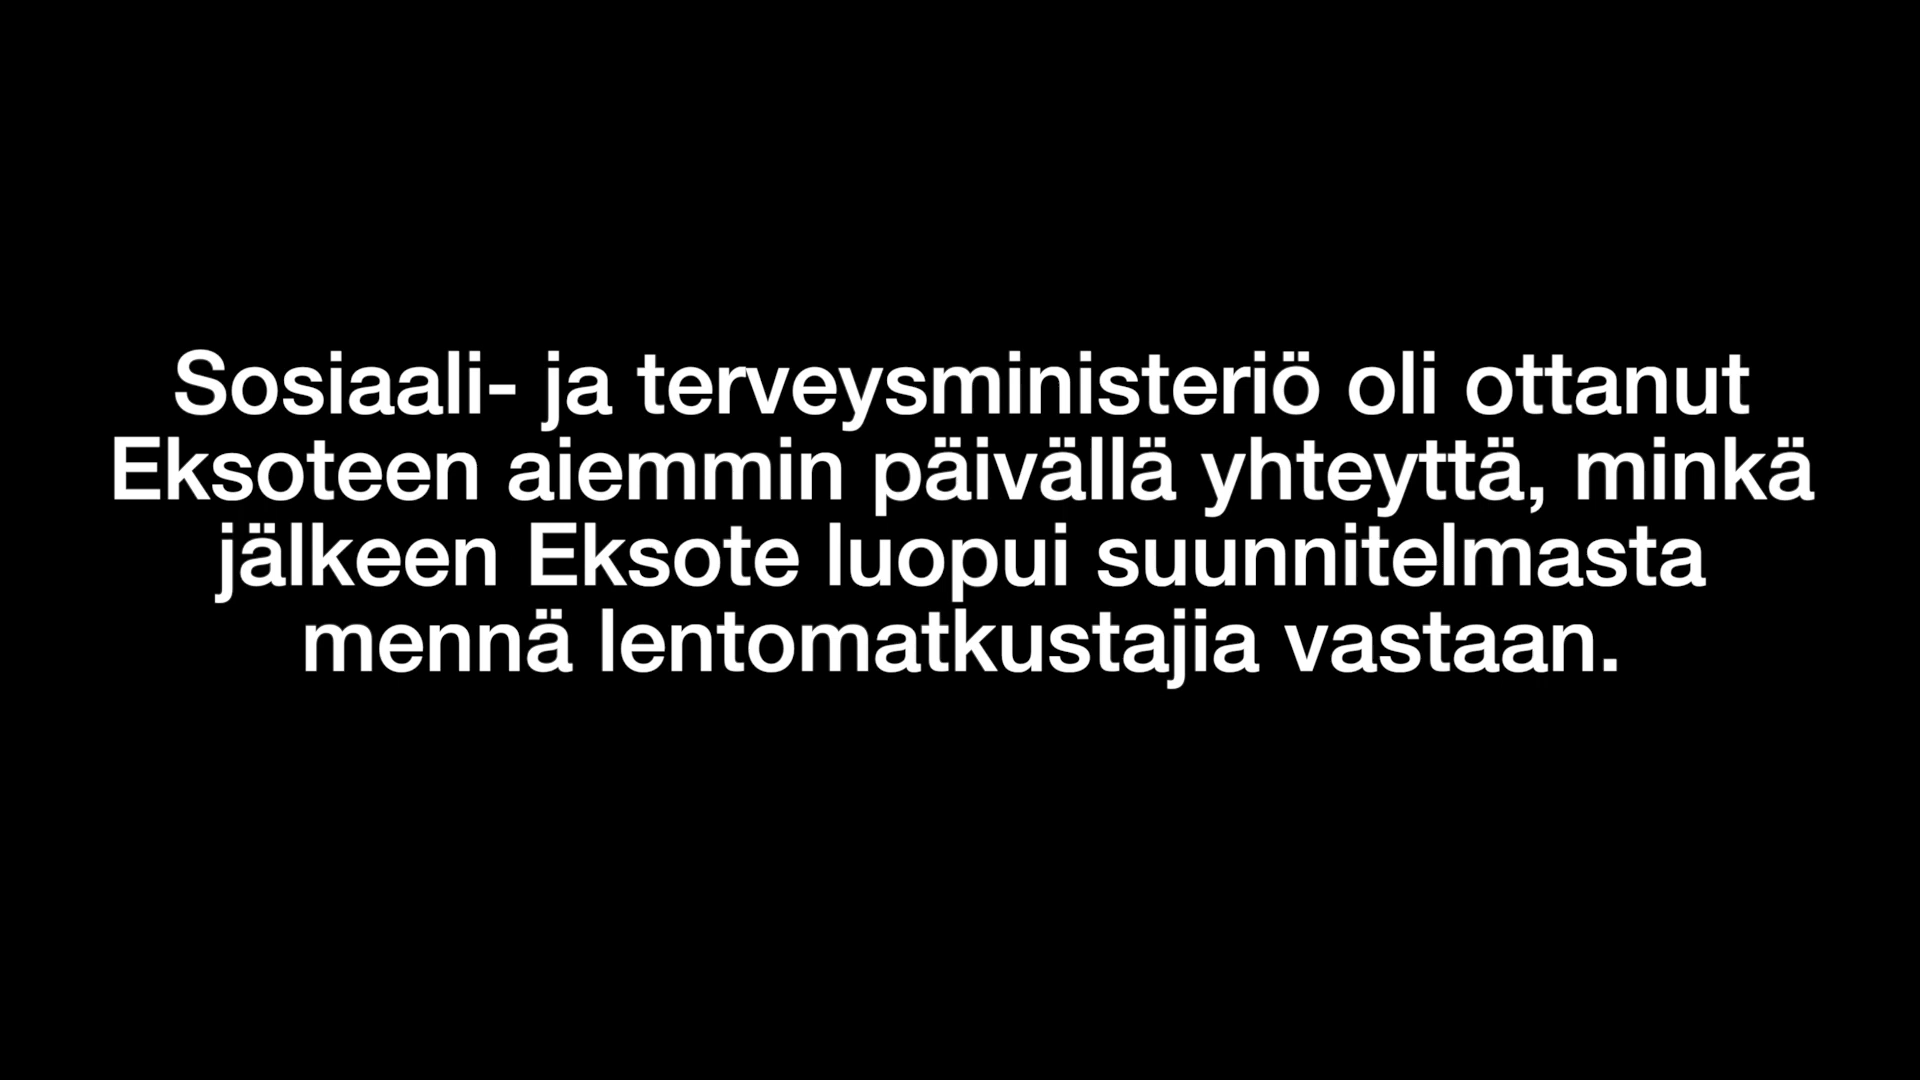 Sosiaali- ja terveysministeriö oli ottanut
Eksoteen aiemmin päivällä yhteyttä, minkä
jälkeen Eksote luopui suunnitelmasta
mennä lentomatkustajia vastaan.